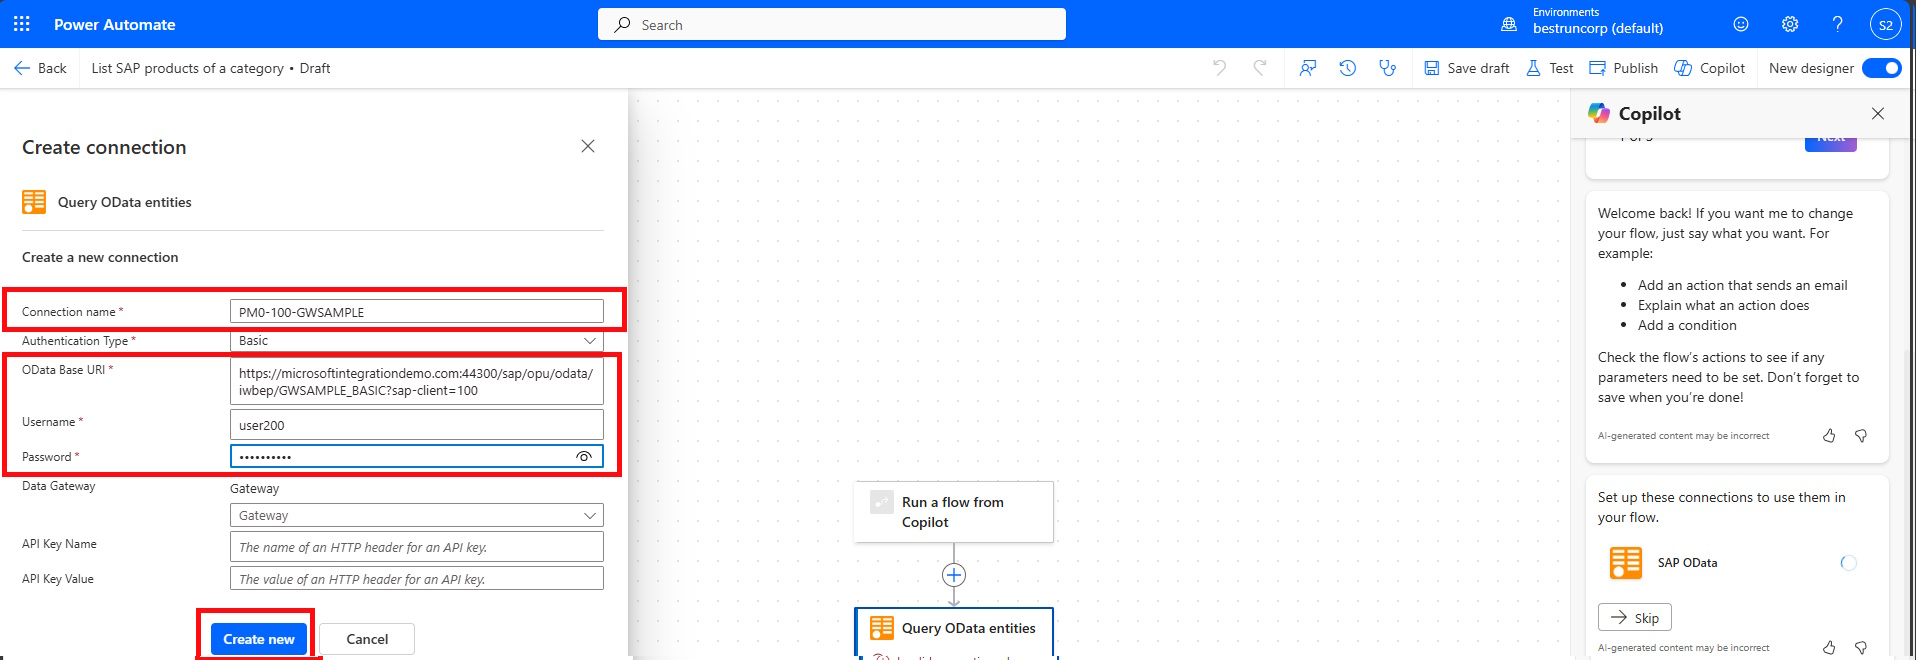 Power Automate
Search
Environments
bestruncorp (default)
S2
Back
List SAP products of a category • Draft
Save draft
Test
Publish
Copilot
New designer
Create connection
Query OData entities
Create a new connection
Connection name *
PM0-100-GWSAMPLE
Authentication Type *
Basic
OData Base URI *
https://microsoftintegrationdemo.com:44300/sap/opu/odata/
iwbep/GWSAMPLE_BASIC?sap-client=100
Username *
user200
Password *
••••••••••
Data Gateway
Gateway
Gateway
API Key Name
The name of an HTTP header for an API key.
API Key Value
The value of an HTTP header for an API key.
Create new
Cancel
Run a flow from
Copilot
Query OData entities
Copilot
Next
Welcome back! If you want me to change
your flow, just say what you want. For
example:
• Add an action that sends an email
• Explain what an action does
• Add a condition
Check the flow’s actions to see if any
parameters need to be set. Don’t forget to
save when you’re done!
AI-generated content may be incorrect
Set up these connections to use them in
your flow.
SAP OData
Skip
AI-generated content may be incorrect